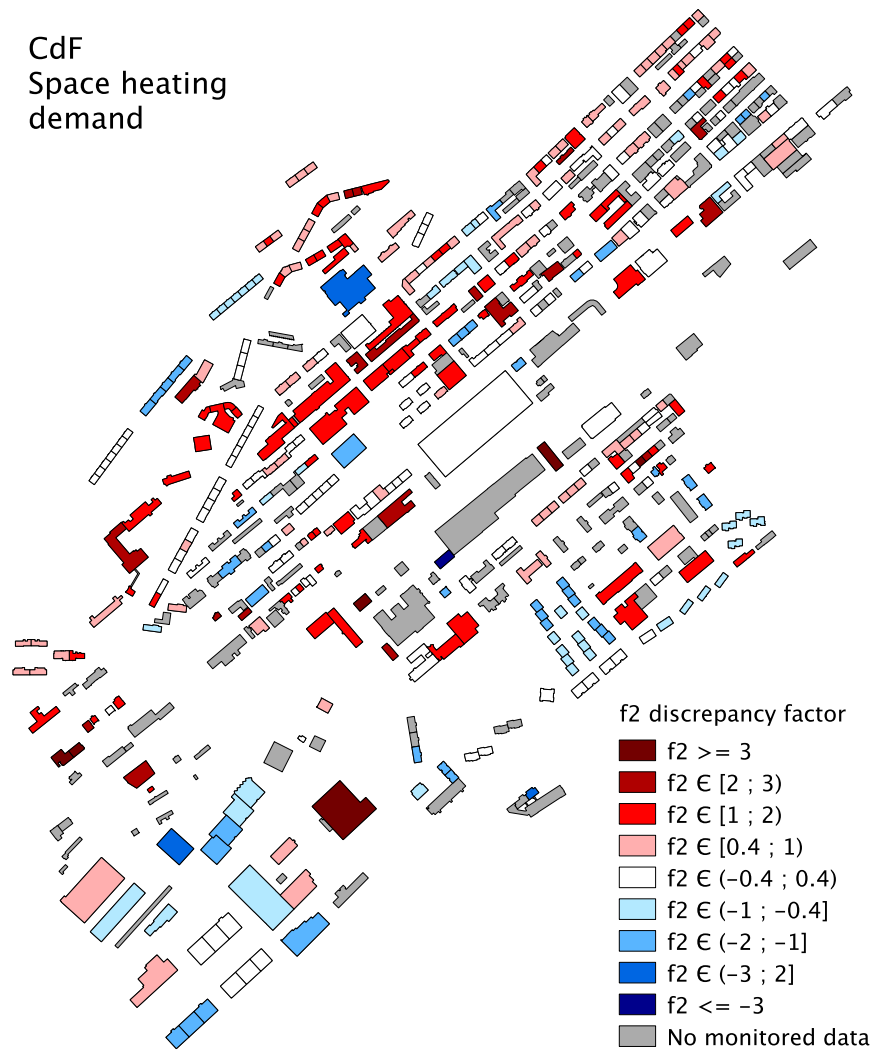 CdF
Space heating
demand
f2 discrepancy factor
f2 >= 3
f2 ∈ [2 ; 3)
f2 ∈ [1 ; 2)
f2 ∈ [0.4 ; 1)
f2 ∈ (-0.4 ; 0.4)
f2 ∈ (-1 ; -0.4]
f2 ∈ (-2 ; -1]
f2 ∈ (-3 ; 2]
f2 <= -3
No monitored data